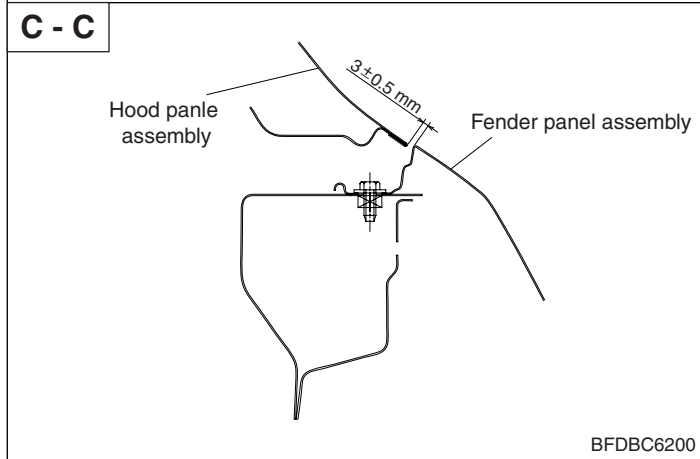 C - C
3±0.5 mm
Hood panle
assembly
Fender panel assembly
BFDBC6200